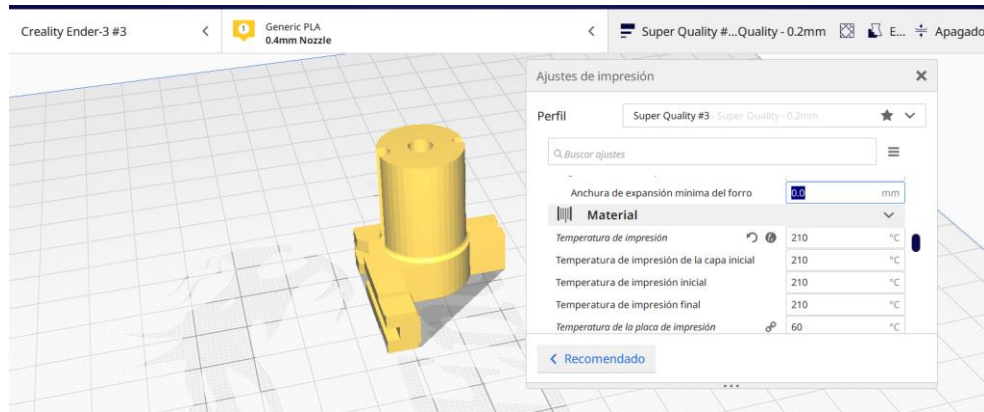 Creality Ender-3 #3
1
Generic PLA
0.4mm Nozzle
Super Quality #...Quality - 0.2mm
E...
Apagado
Ajustes de impresión
Perfil
Super Quality #3 - Super Quality - 0.2mm
Buscar ajustes
Anchura de expansión mínima del forro 0.0 mm
Material
Temperatura de impresión 210 °C
Temperatura de impresión de la capa inicial 210 °C
Temperatura de impresión inicial 210 °C
Temperatura de impresión final 210 °C
Temperatura de la placa de impresión 60 °C
Recomendado